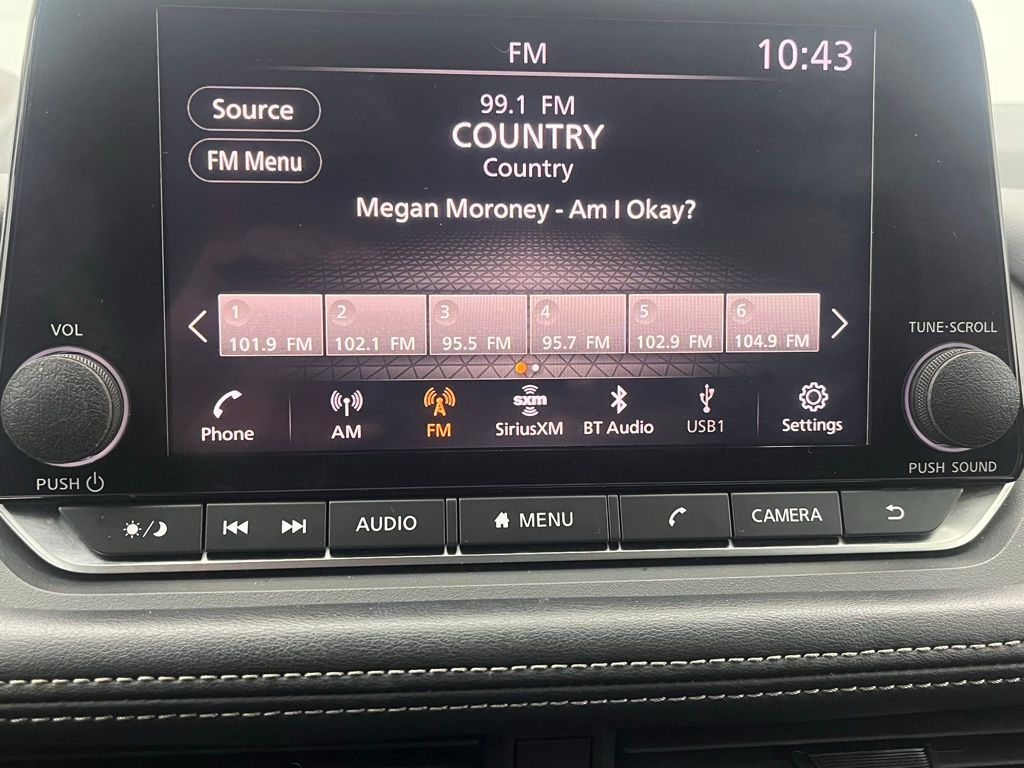 FM
10:43
Source
99.1 FM
COUNTRY
FM Menu
Country
Megan Moroney - Am I Okay?
1
2
3
4
5
6
101.9 FM
102.1 FM
95.5 FM
95.7 FM
102.9 FM
104.9 FM
VOL
TUNE·SCROLL
Phone
AM
FM
sxm
SiriusXM
BT Audio
USB1
Settings
PUSH
PUSH SOUND
AUDIO
MENU
CAMERA